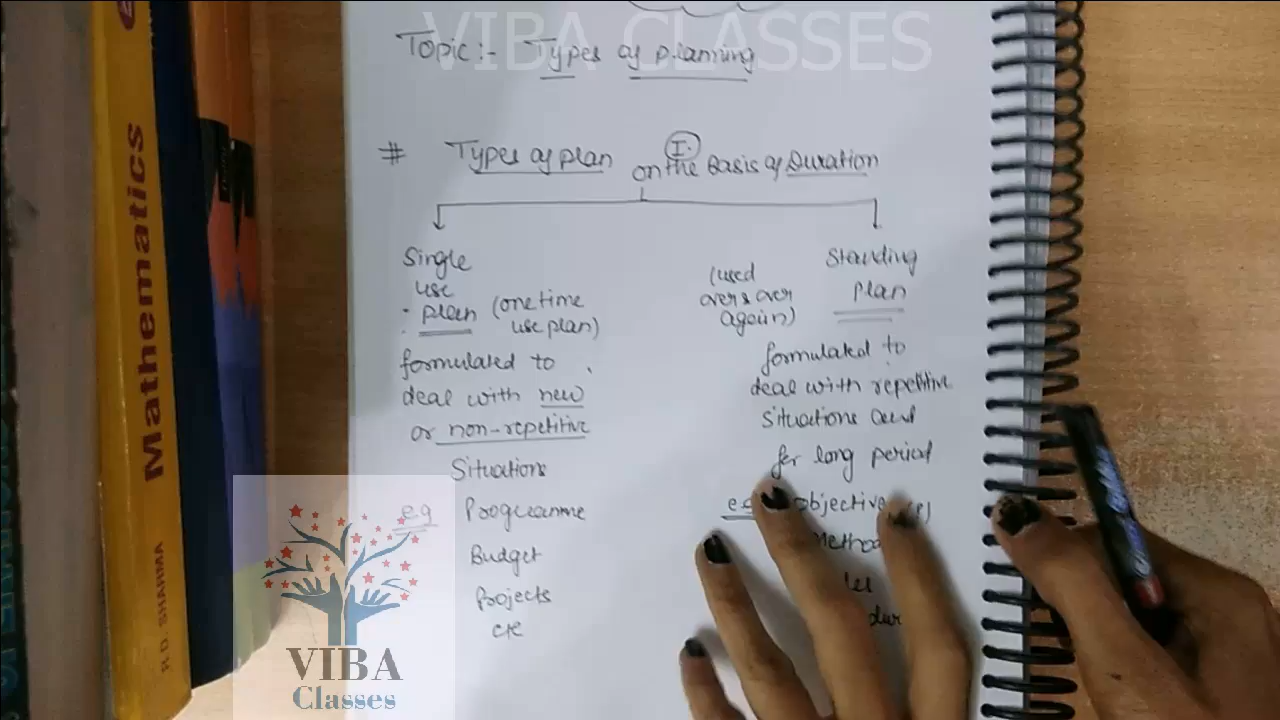 VIBA CLASSES
Topic:- Types of planning
# Types of plan I. on the Basis of Duration
Single
use
plan (one time
use plan)
formulated to
deal with new
or non-repetitive
Situations
e.g Programme
Budget
Projects
etc
Standing
(used
over & over
again)
plan
formulated to
deal with repetitive
Situations and
for long period
objective
Method
Mathematics
R.D. SHARMA
VIBA
Classes